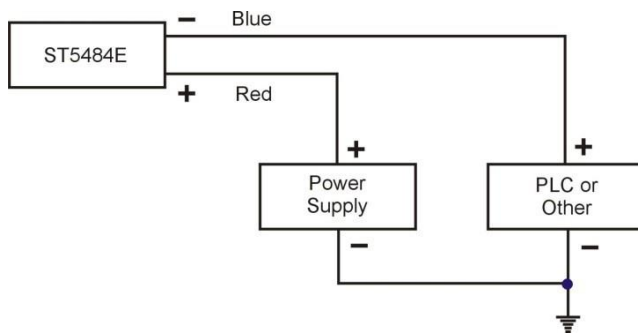 − Blue
ST5484E
+ Red
+ +
Power
Supply
PLC or
Other
− −